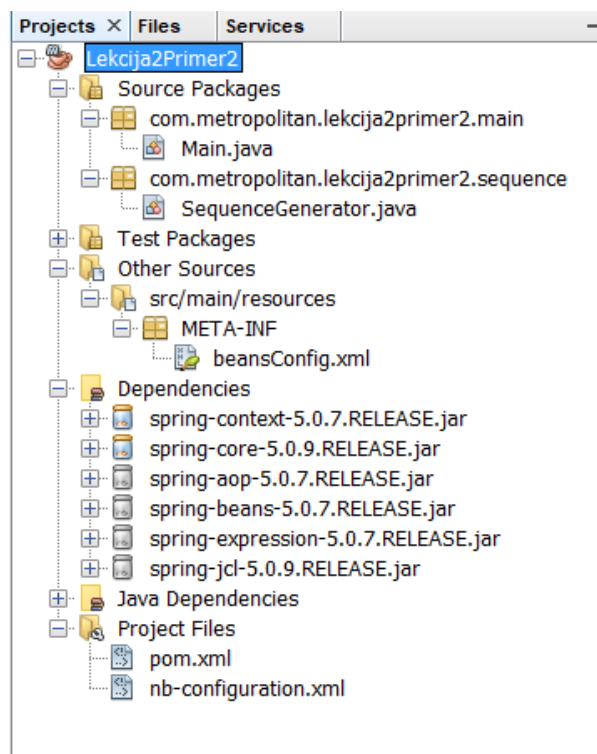 Projects × Files Services
Lekcija2Primer2
Source Packages
com.metropolitan.lekcija2primer2.main
Main.java
com.metropolitan.lekcija2primer2.sequence
SequenceGenerator.java
Test Packages
Other Sources
src/main/resources
META-INF
beansConfig.xml
Dependencies
spring-context-5.0.7.RELEASE.jar
spring-core-5.0.9.RELEASE.jar
spring-aop-5.0.7.RELEASE.jar
spring-beans-5.0.7.RELEASE.jar
spring-expression-5.0.7.RELEASE.jar
spring-jcl-5.0.9.RELEASE.jar
Java Dependencies
Project Files
pom.xml
nb-configuration.xml